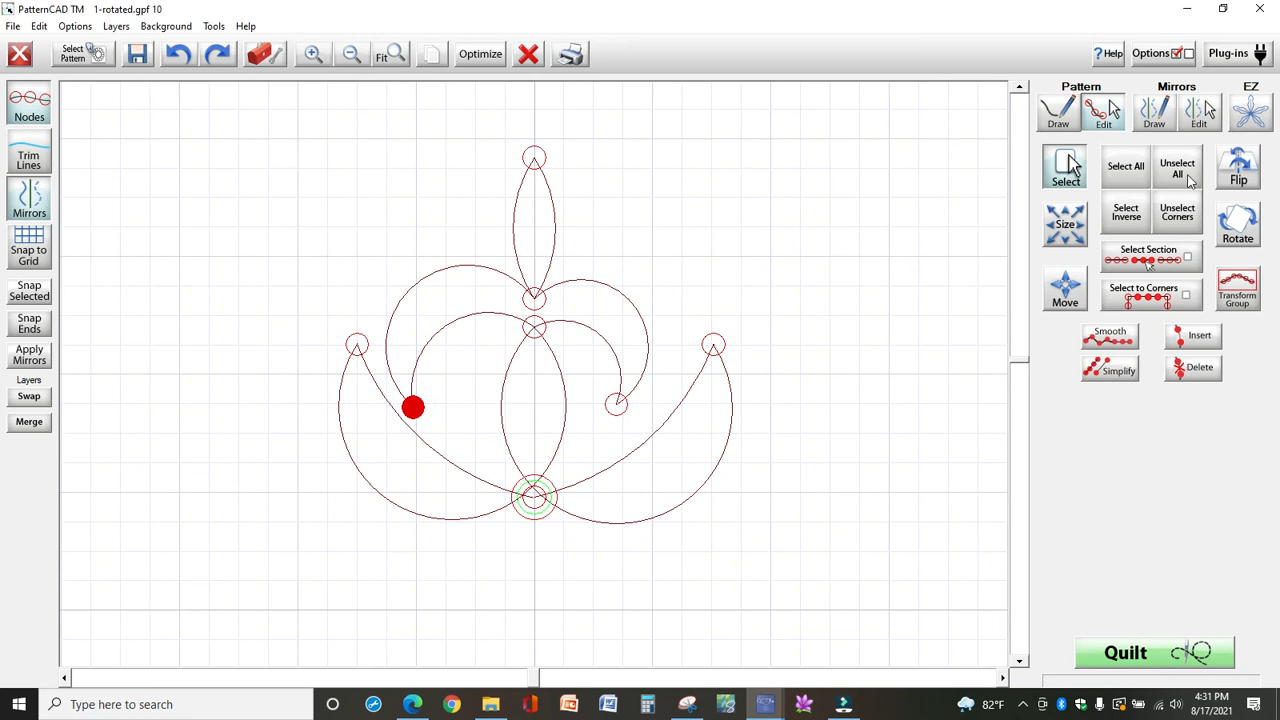 PatternCAD TM 1-rotated.gpf 10
File Edit Options Layers Background Tools Help
Select
Pattern
Fit
Optimize
? Help
Options
Plug-ins
Nodes
Trim
Lines
Mirrors
Snap to
Grid
Snap
Selected
Snap
Ends
Apply
Mirrors
Layers
Swap
Merge
Pattern Mirrors EZ
Draw Edit Draw Edit
Select
Select All
Unselect
All
Flip
Size
Select
Inverse
Unselect
Corners
Rotate
Select Section
Move
Select to Corners
Transform
Group
Smooth
Insert
Simplify
Delete
Quilt
Type here to search
82°F
4:31 PM
8/17/2021